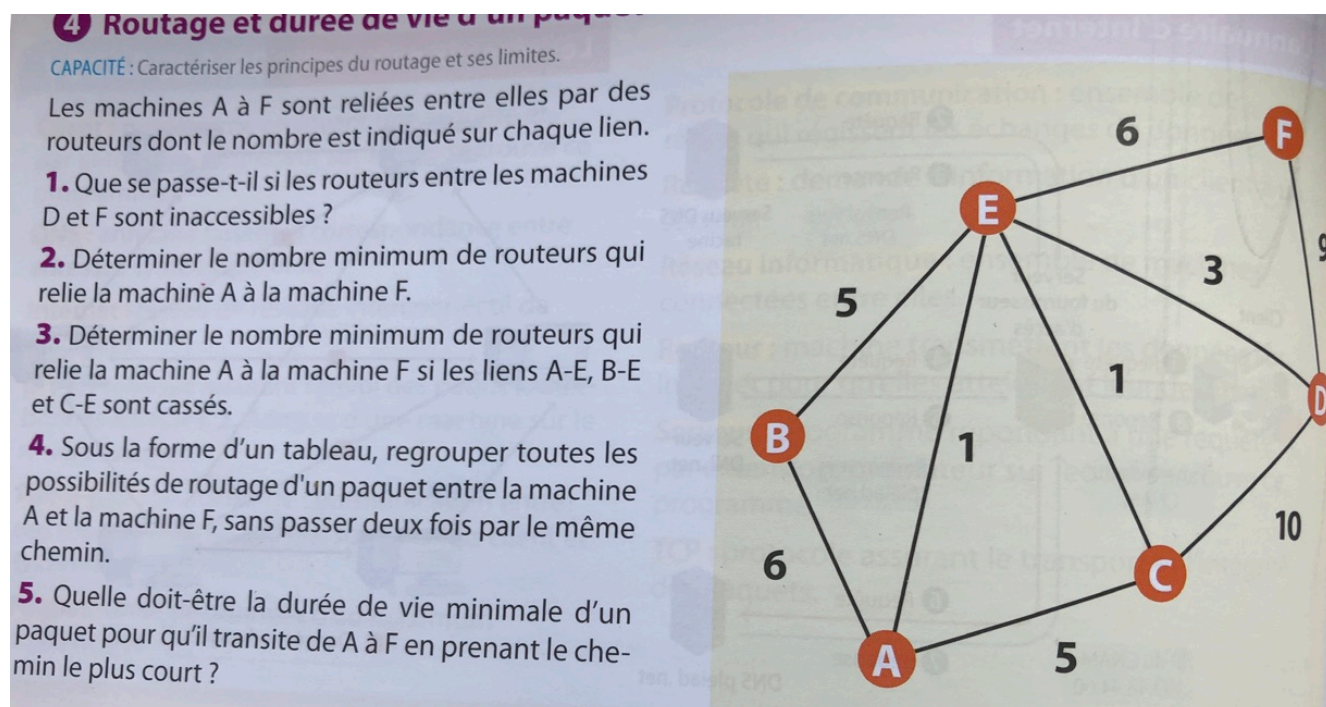 4 Routage et durée de vie d'un
CAPACITÉ : Caractériser les principes du routage et ses limites.
Les machines A à F sont reliées entre elles par des
routeurs dont le nombre est indiqué sur chaque lien.
1. Que se passe-t-il si les routeurs entre les machines
D et F sont inaccessibles ?
2. Déterminer le nombre minimum de routeurs qui
relie la machine A à la machine F.
3. Déterminer le nombre minimum de routeurs qui
relie la machine A à la machine F si les liens A-E, B-E
et C-E sont cassés.
4. Sous la forme d'un tableau, regrouper toutes les
possibilités de routage d'un paquet entre la machine
A et la machine F, sans passer deux fois par le même
chemin.
5. Quelle doit-être la durée de vie minimale d'un
paquet pour qu'il transite de A à F en prenant le che-
min le plus court ?
6
F
E
9
3
5
1
D
B
1
10
6
C
A
5